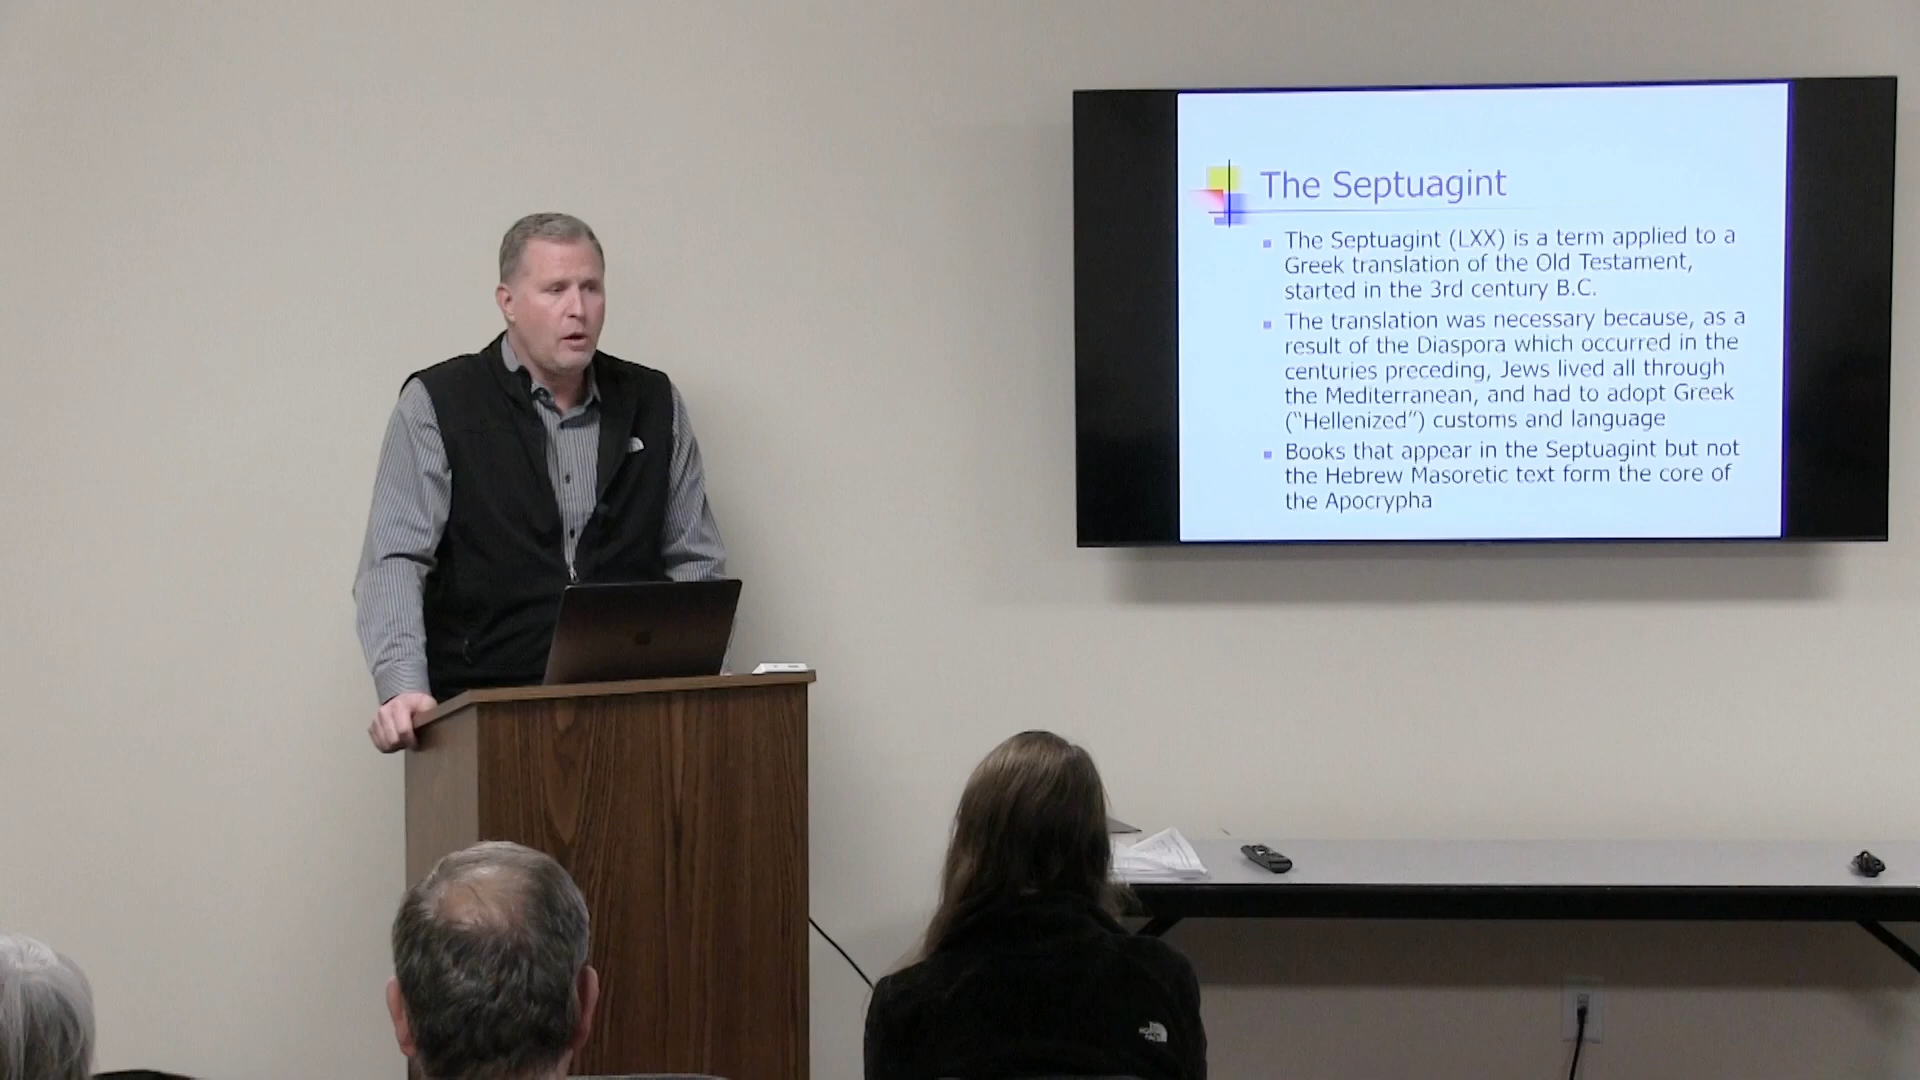 The Septuagint
The Septuagint (LXX) is a term applied to a
Greek translation of the Old Testament,
started in the 3rd century B.C.
The translation was necessary because, as a
result of the Diaspora which occurred in the
centuries preceding, Jews lived all through
the Mediterranean, and had to adopt Greek
(“Hellenized”) customs and language
Books that appear in the Septuagint but not
the Hebrew Masoretic text form the core of
the Apocrypha